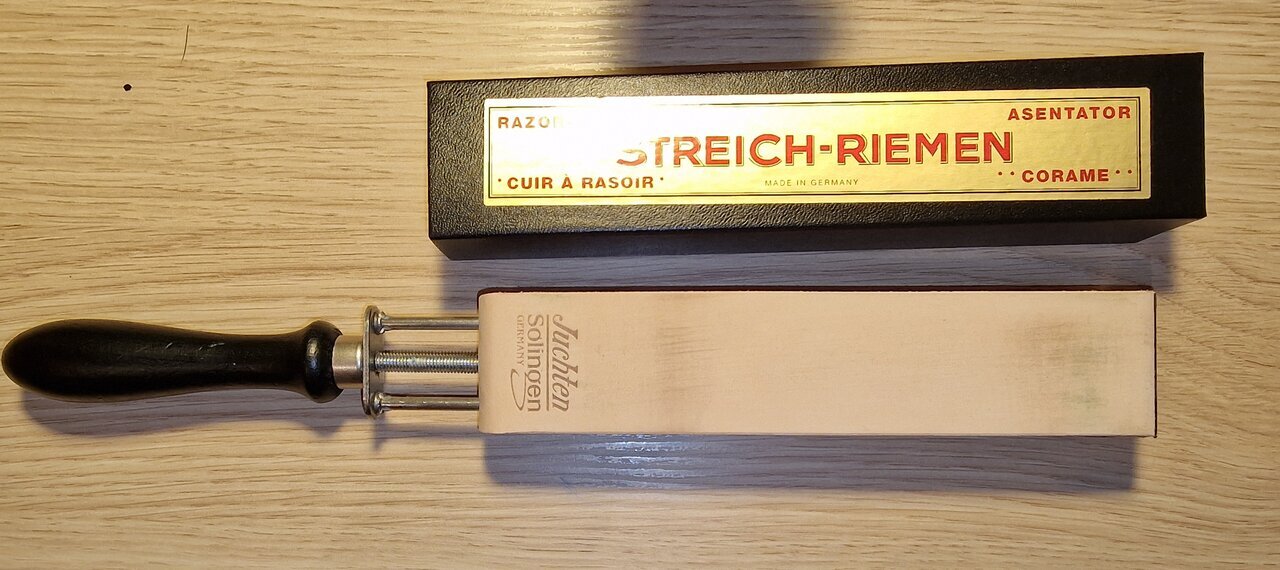 RAZOR-
ASENTATOR
STREICH-RIEMEN
·CUIR À RASOIR·
MADE IN GERMANY
··CORAME··
Juchten
Solingen
GERMANY